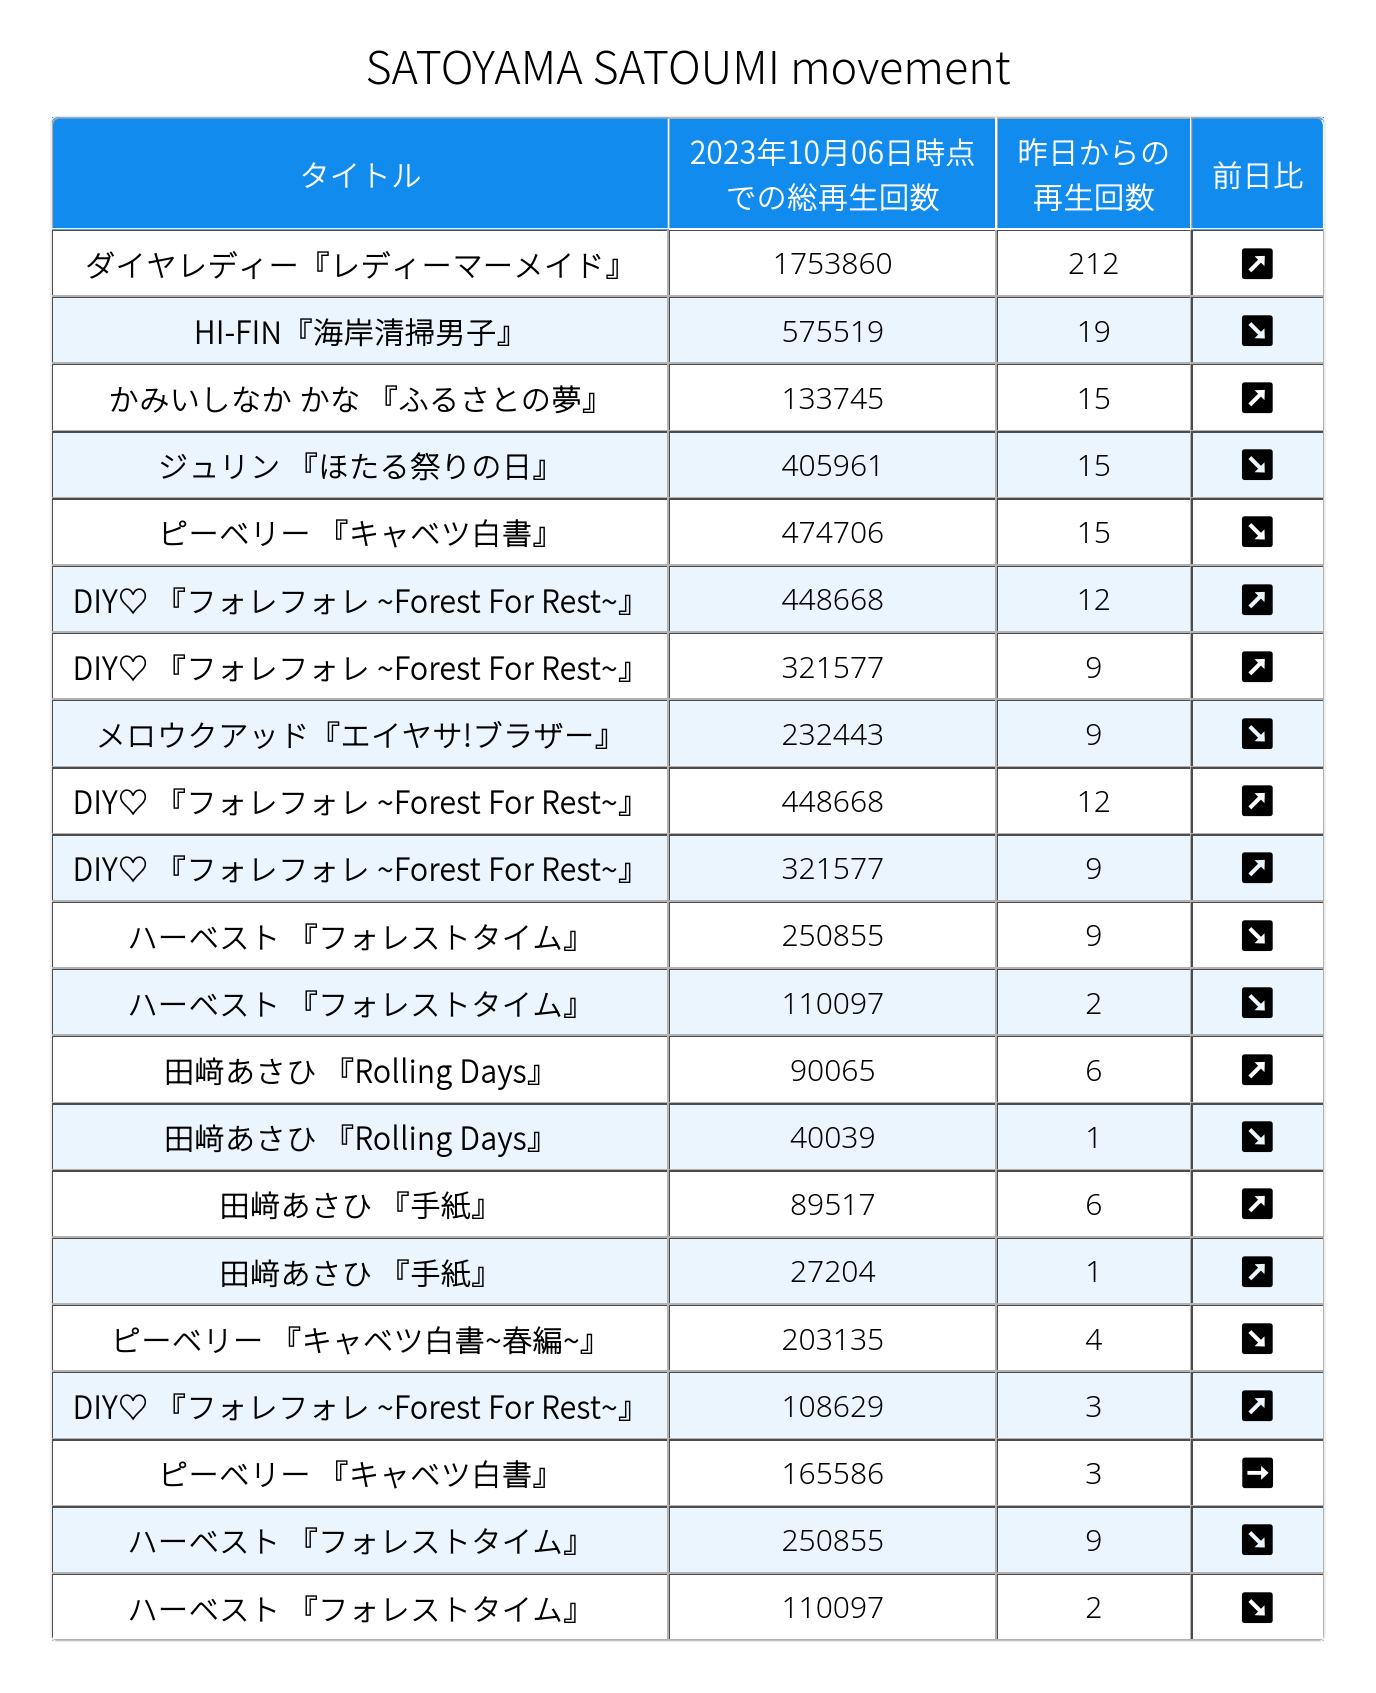 SATOYAMA SATOUMI movement
タイトル 2023年10月06日時点での総再生回数 昨日からの再生回数 前日比
ダイヤレディー『レディーマーメイド』 1753860 212 ↗
HI-FIN『海岸清掃男子』 575519 19 ↘
かみいしなか かな 『ふるさとの夢』 133745 15 ↗
ジュリン 『ほたる祭りの日』 405961 15 ↘
ピーベリー 『キャベツ白書』 474706 15 ↘
DIY♡ 『フォレフォレ ~Forest For Rest~』 448668 12 ↗
DIY♡ 『フォレフォレ ~Forest For Rest~』 321577 9 ↗
メロウクアッド『エイヤサ!ブラザー』 232443 9 ↘
DIY♡ 『フォレフォレ ~Forest For Rest~』 448668 12 ↗
DIY♡ 『フォレフォレ ~Forest For Rest~』 321577 9 ↗
ハーベスト 『フォレストタイム』 250855 9 ↘
ハーベスト 『フォレストタイム』 110097 2 ↘
田﨑あさひ 『Rolling Days』 90065 6 ↗
田﨑あさひ 『Rolling Days』 40039 1 ↘
田﨑あさひ 『手紙』 89517 6 ↗
田﨑あさひ 『手紙』 27204 1 ↗
ピーベリー 『キャベツ白書~春編~』 203135 4 ↘
DIY♡ 『フォレフォレ ~Forest For Rest~』 108629 3 ↗
ピーベリー 『キャベツ白書』 165586 3 →
ハーベスト 『フォレストタイム』 250855 9 ↘
ハーベスト 『フォレストタイム』 110097 2 ↘